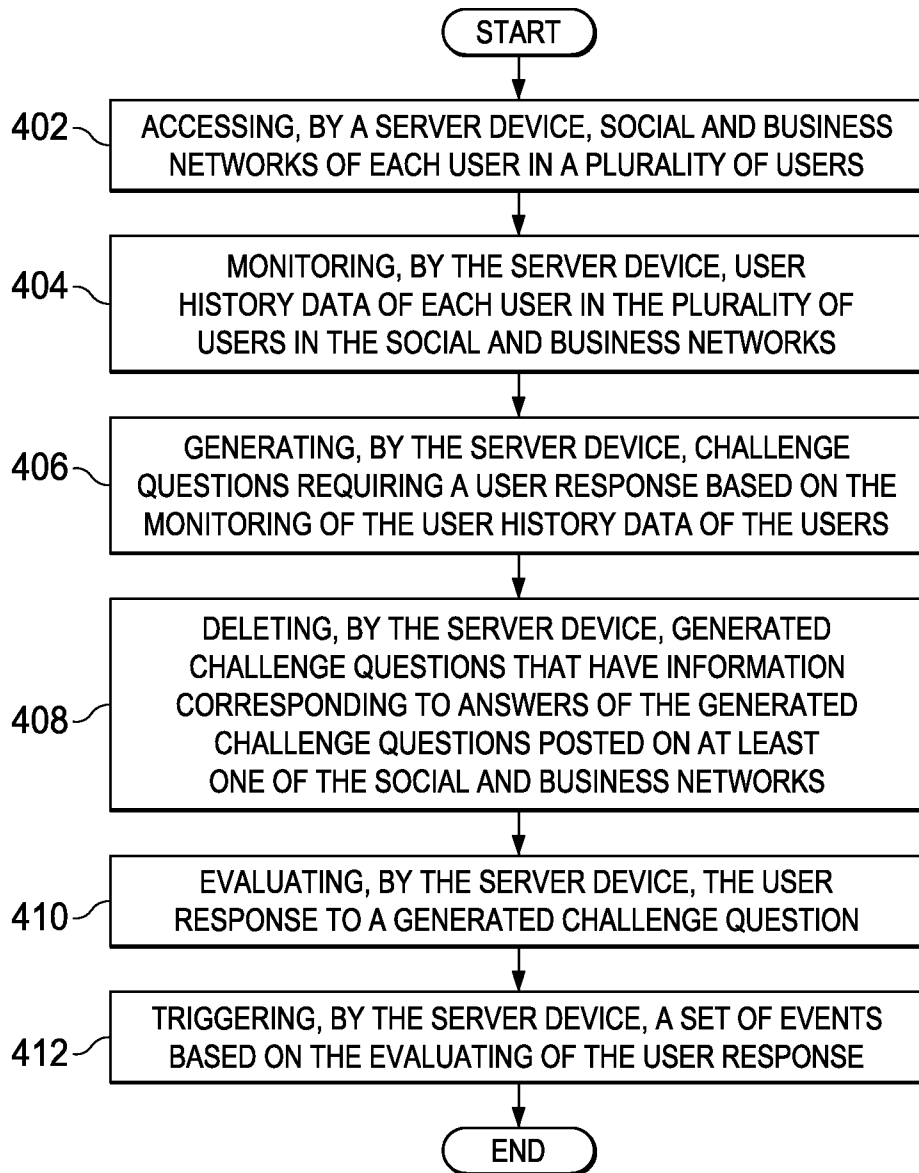 START
402
ACCESSING, BY A SERVER DEVICE, SOCIAL AND BUSINESS
NETWORKS OF EACH USER IN A PLURALITY OF USERS
404
MONITORING, BY THE SERVER DEVICE, USER
HISTORY DATA OF EACH USER IN THE PLURALITY OF
USERS IN THE SOCIAL AND BUSINESS NETWORKS
406
GENERATING, BY THE SERVER DEVICE, CHALLENGE
QUESTIONS REQUIRING A USER RESPONSE BASED ON THE
MONITORING OF THE USER HISTORY DATA OF THE USERS
408
DELETING, BY THE SERVER DEVICE, GENERATED
CHALLENGE QUESTIONS THAT HAVE INFORMATION
CORRESPONDING TO ANSWERS OF THE GENERATED
CHALLENGE QUESTIONS POSTED ON AT LEAST
ONE OF THE SOCIAL AND BUSINESS NETWORKS
410
EVALUATING, BY THE SERVER DEVICE, THE USER
RESPONSE TO A GENERATED CHALLENGE QUESTION
412
TRIGGERING, BY THE SERVER DEVICE, A SET OF EVENTS
BASED ON THE EVALUATING OF THE USER RESPONSE
END